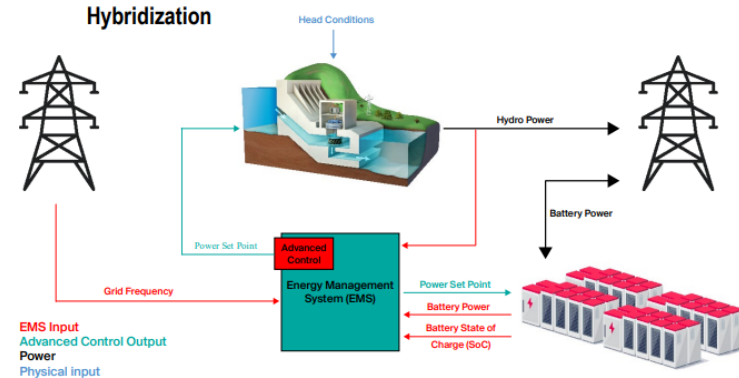 Hybridization
Head Conditions
Hydro Power
Battery Power
Power Set Point
Advanced
Control
Energy Management
System (EMS)
Power Set Point
Grid Frequency
Battery Power
Battery State of
Charge (SoC)
EMS Input
Advanced Control Output
Power
Physical input